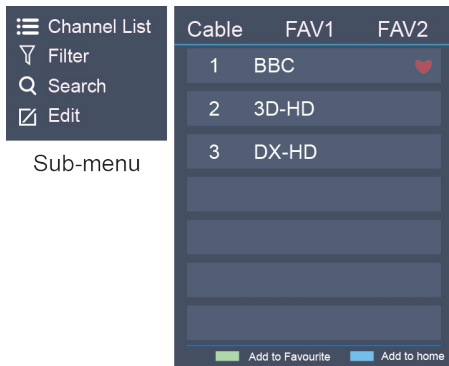 Channel List
Filter
Search
Edit
Sub-menu
Cable FAV1 FAV2
1 BBC
2 3D-HD
3 DX-HD
Add to Favourite Add to home